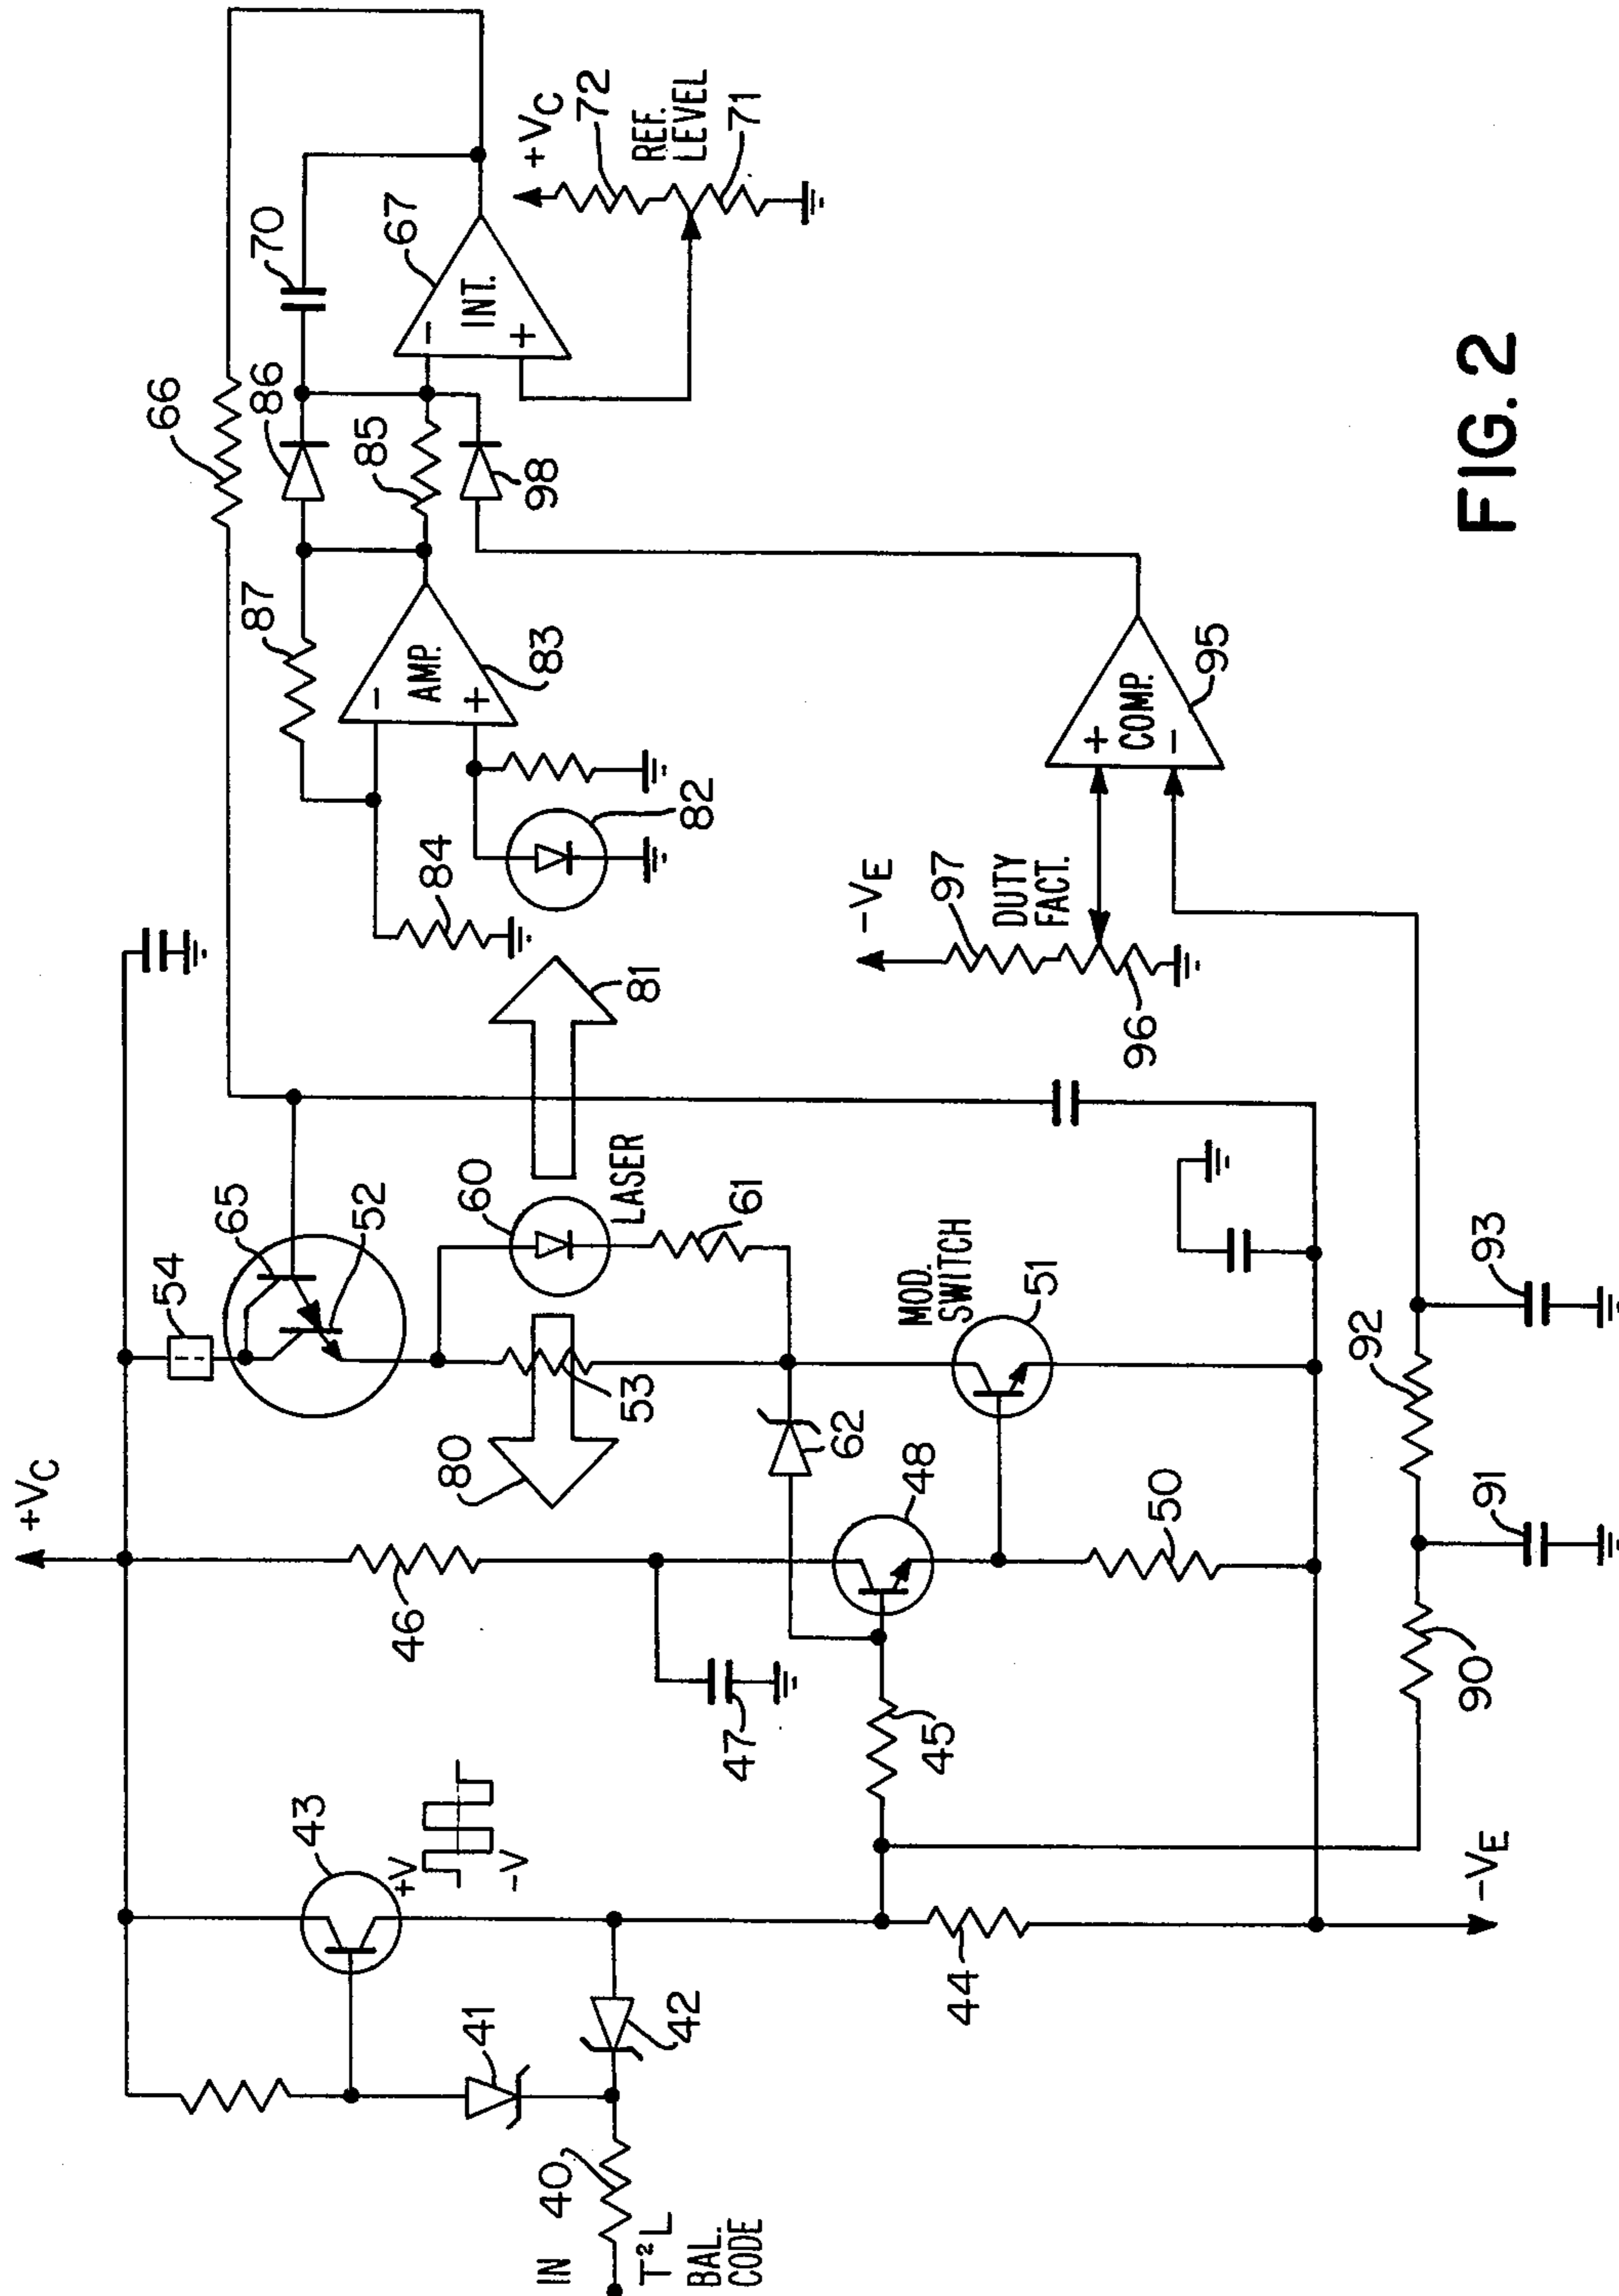 +VC
54
65
52
66
70
86
87
85
67
INT.
−
+
+VC
72
REF.
LEVEL
71
43
+V
−V
46
80
53
60
LASER
61
81
84
82
AMP.
−
+
83
98
41
42
40
IN
T²L
BAL.
CODE
47
45
48
62
MOD.
SWITCH
51
50
44
−VE
−VE
97
DUTY
FACT.
96
+
COMP.
−
95
90
91
92
93
FIG. 2